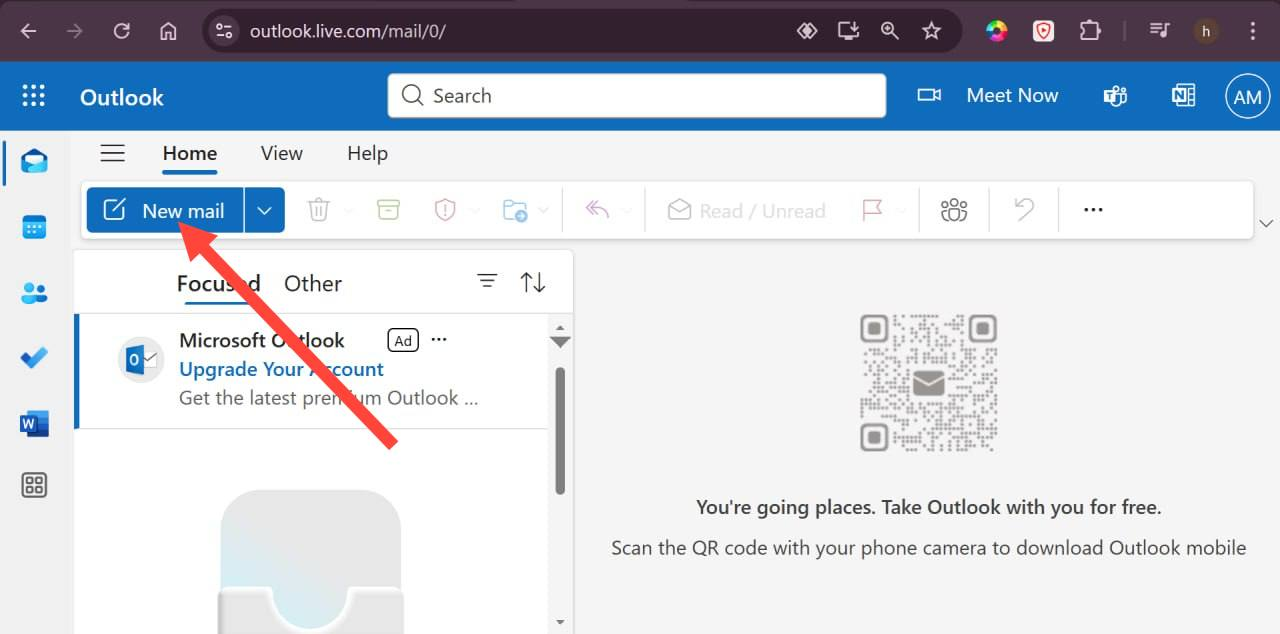 outlook.live.com/mail/0/
h
Outlook
Search
Meet Now
AM
Home View Help
New mail
Read / Unread
Focused Other
Microsoft Outlook Ad
Upgrade Your Account
Get the latest premium Outlook ...
You're going places. Take Outlook with you for free.
Scan the QR code with your phone camera to download Outlook mobile